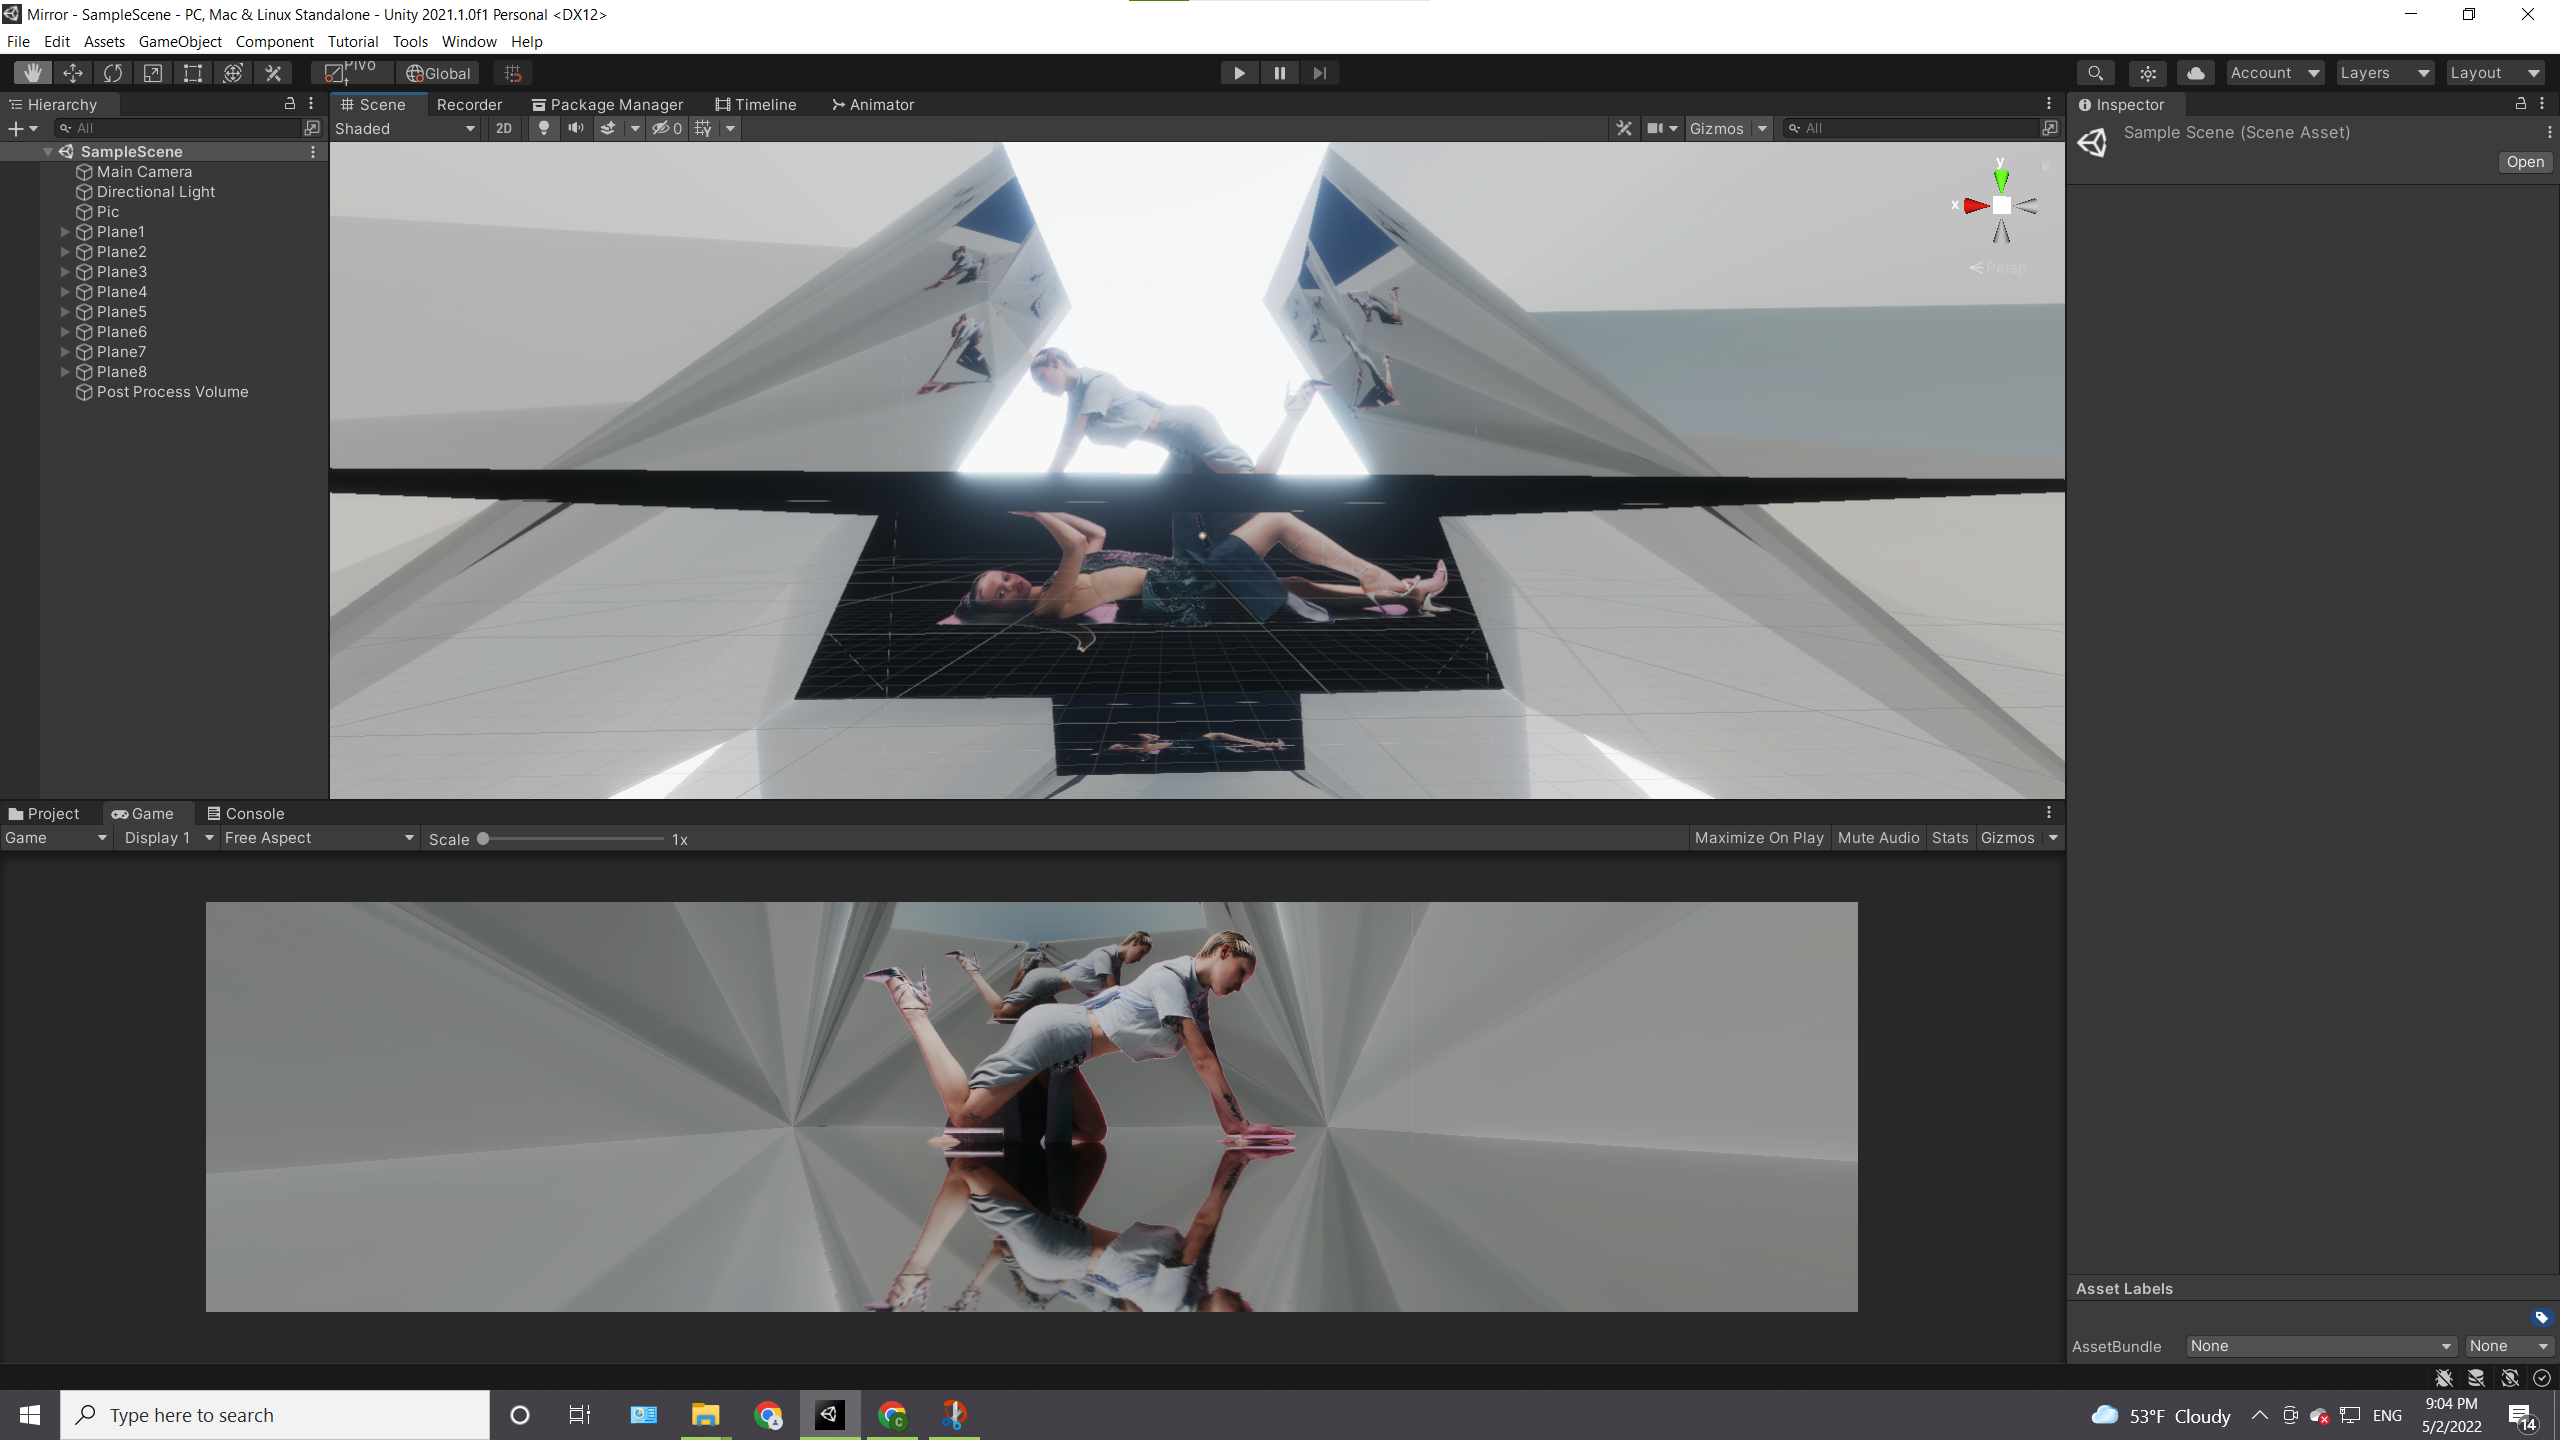 Mirror - SampleScene - PC, Mac & Linux Standalone - Unity 2021.1.0f1 Personal <DX12>
File Edit Assets GameObject Component Tutorial Tools Window Help
Pivot Global Account Layers Layout
Hierarchy
All
SampleScene
Main Camera
Directional Light
Pic
Plane1
Plane2
Plane3
Plane4
Plane5
Plane6
Plane7
Plane8
Post Process Volume
Scene Recorder Package Manager Timeline Animator
Shaded 2D 0 Gizmos All
y
x
Persp
Inspector
Sample Scene (Scene Asset)
Open
Project Game Console
Game Display 1 Free Aspect Scale 1x Maximize On Play Mute Audio Stats Gizmos
Asset Labels
AssetBundle None None
Type here to search
53°F Cloudy ENG
9:04 PM
5/2/2022
14